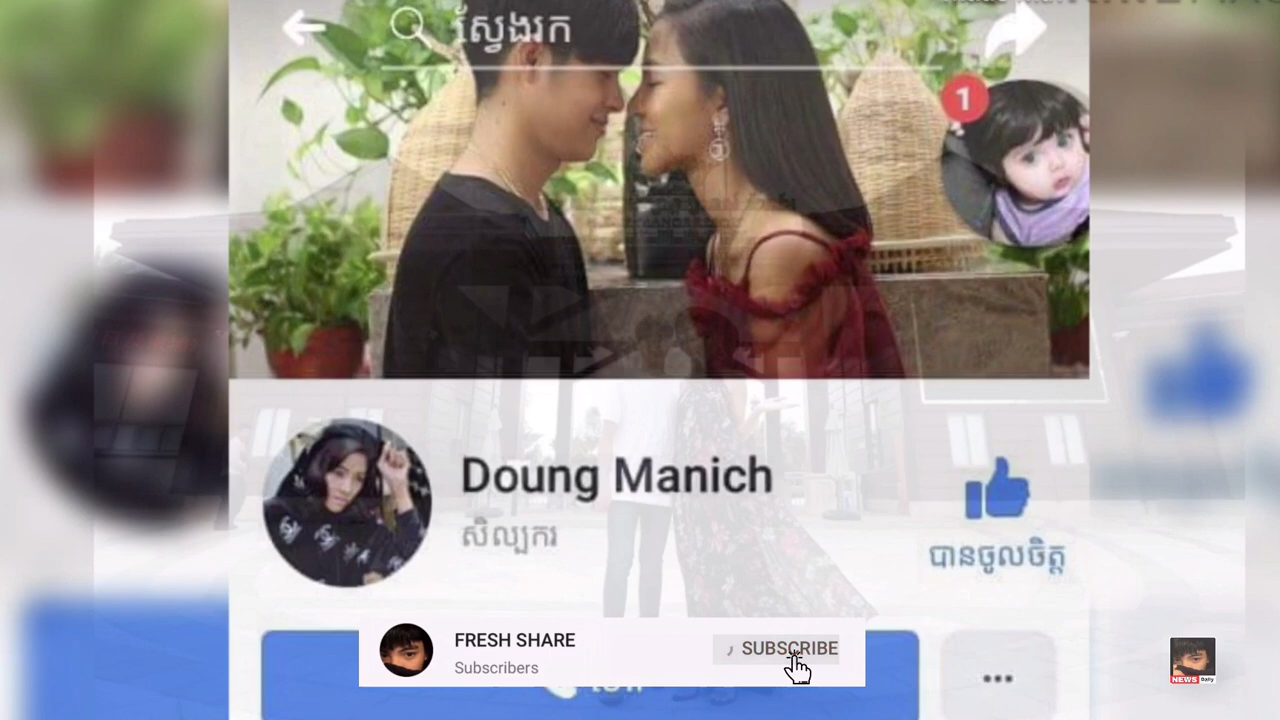 ស្វែងរក
1
Doung Manich
សិល្បករ
បានចូលចិត្ត
FRESH SHARE
Subscribers
SUBSCRIBE
NEWS Daily